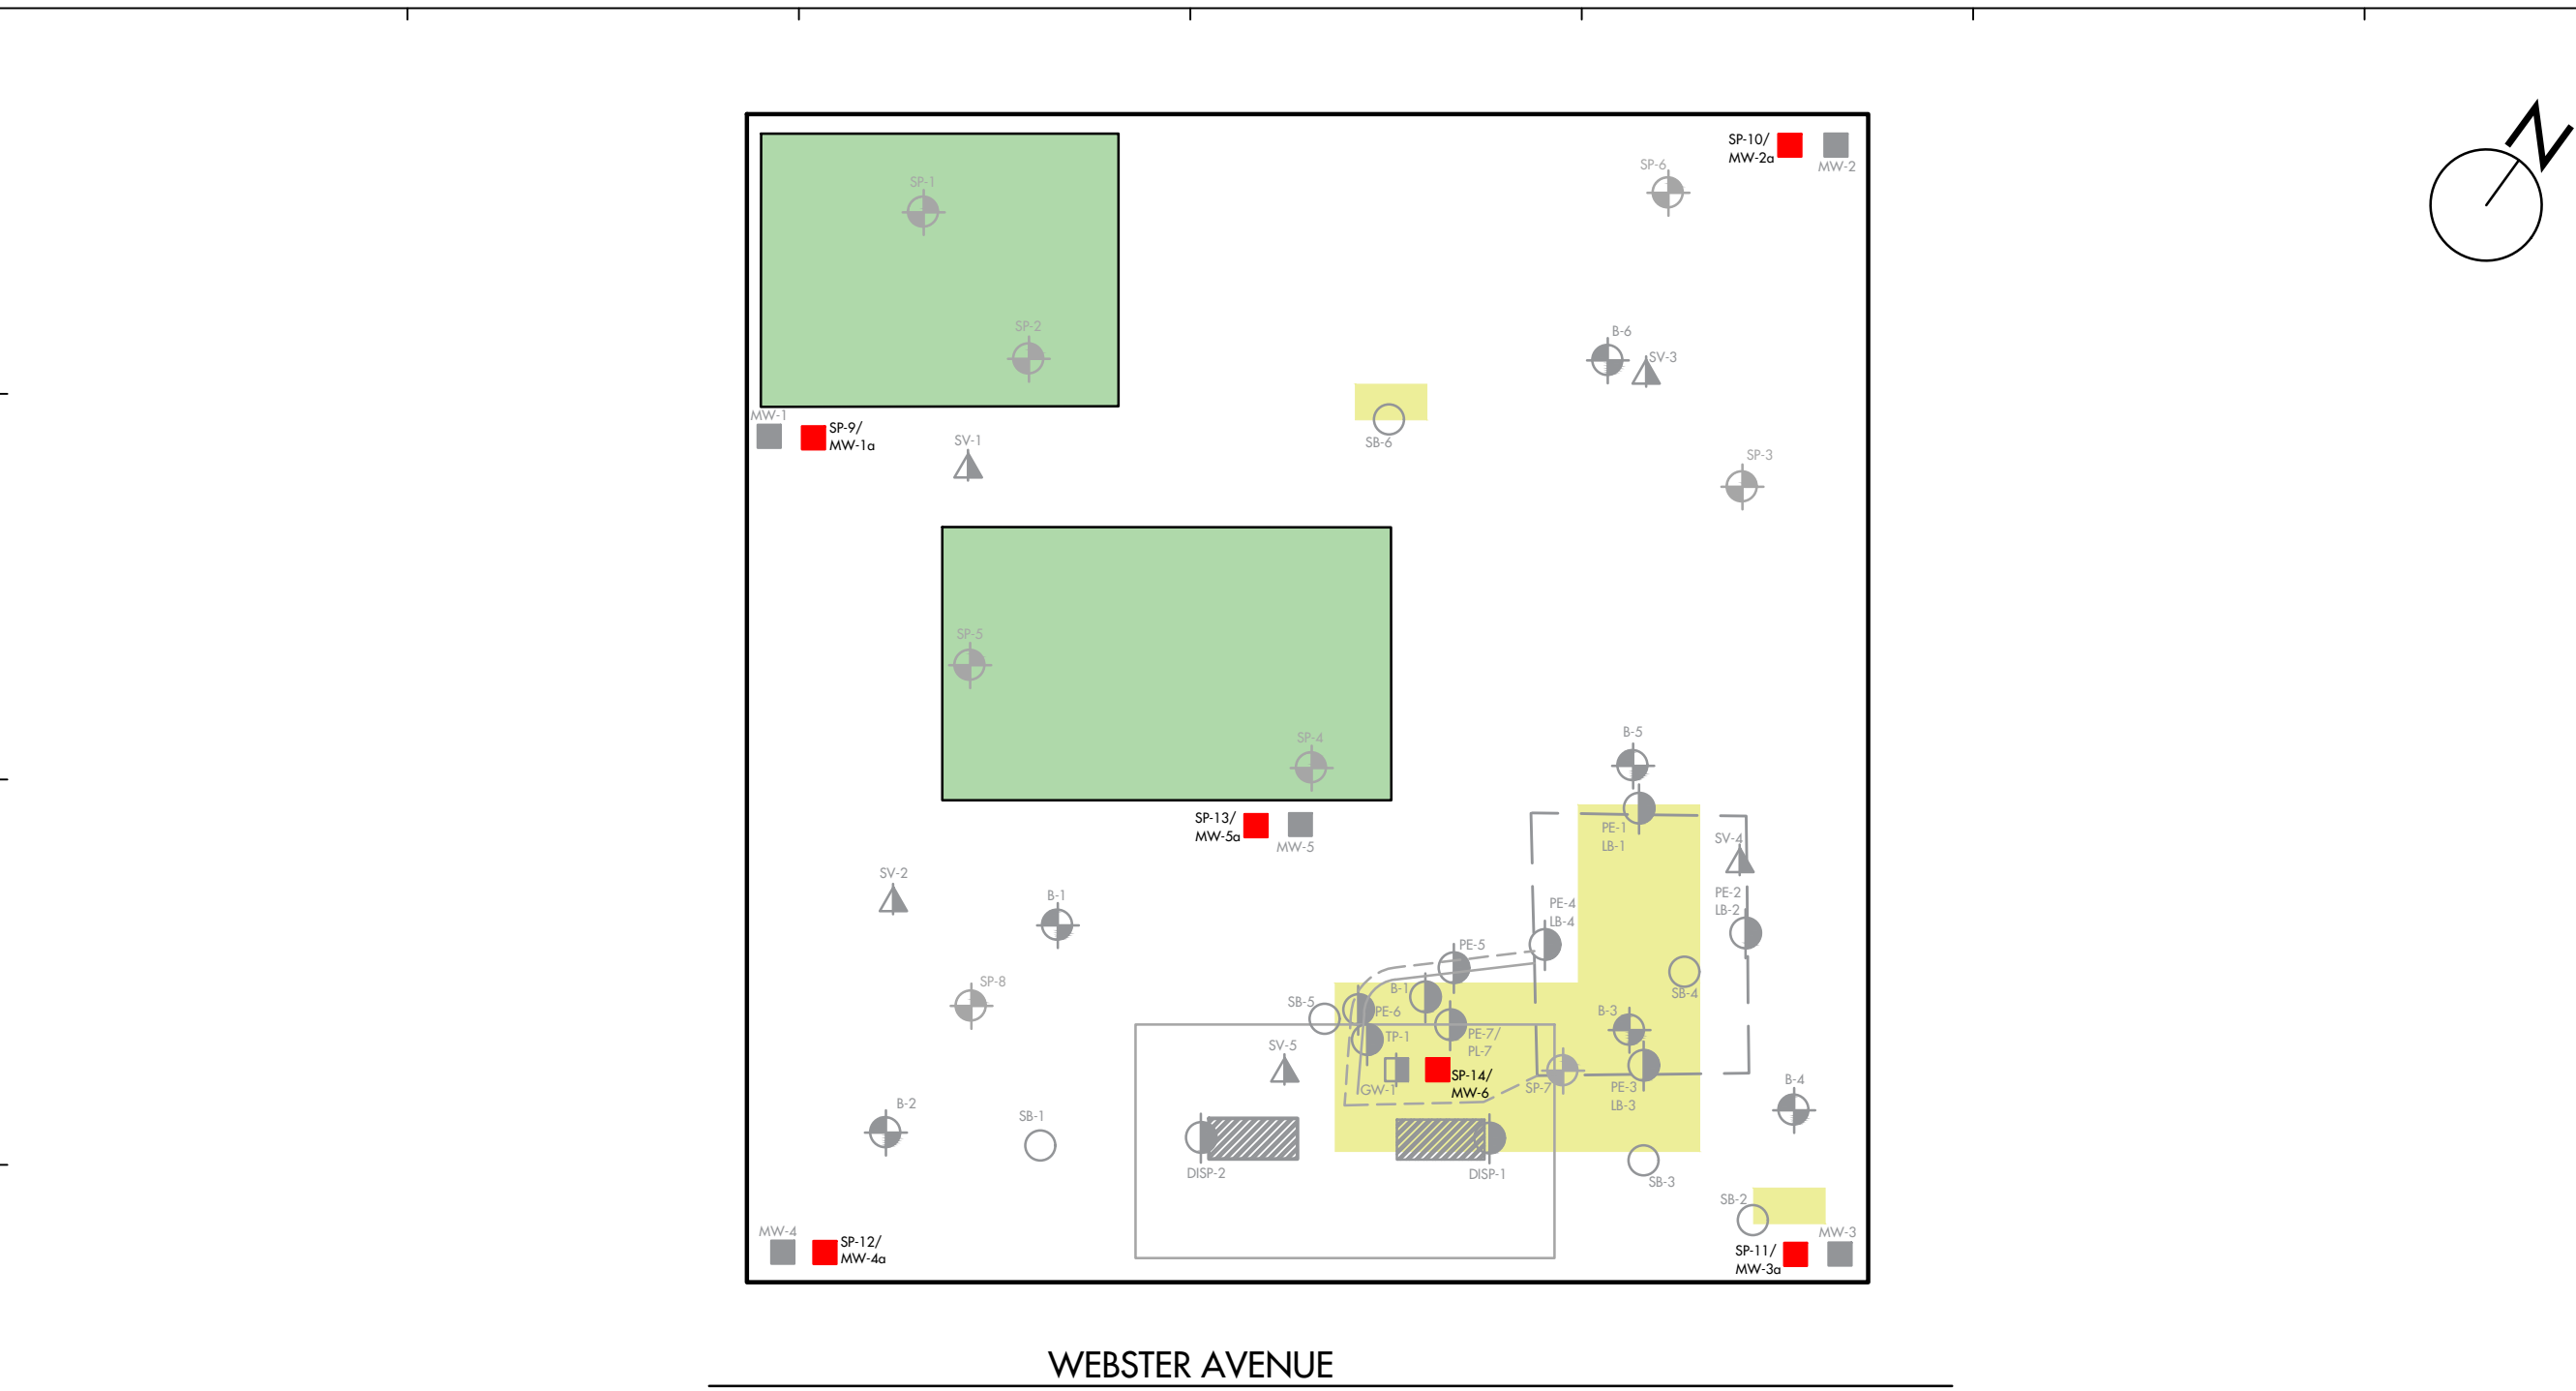 N
SP-10/
MW-2a
MW-2
SP-6
SP-1
SP-2
B-6
SV-3
MW-1
SP-9/
MW-1a
SV-1
SB-6
SP-3
SP-5
SP-4
B-5
SP-13/
MW-5a
MW-5
PE-1
LB-1
SV-4
SV-2
B-1
PE-2
LB-2
PE-4
LB-4
PE-5
SP-8
B-1
SB-5
SB-4
PE-6
B-3
TP-1
PE-7/
PL-7
SV-5
SP-14/
MW-6
GW-1
SP-7
PE-3
LB-3
B-4
B-2
SB-1
DISP-2
DISP-1
SB-3
SB-2
MW-4
SP-12/
MW-4a
MW-3
SP-11/
MW-3a
WEBSTER AVENUE